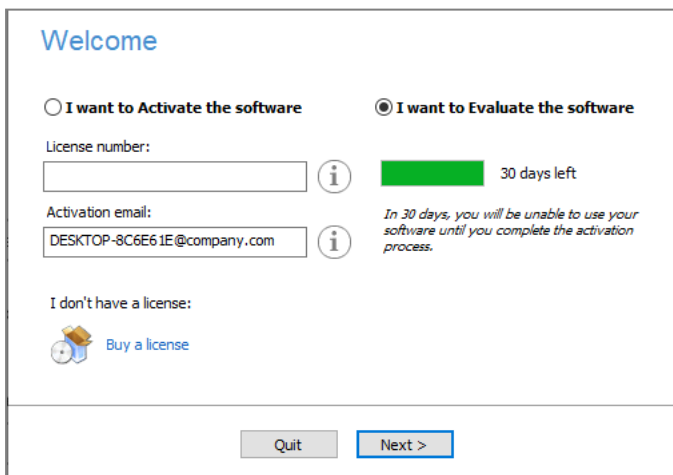 Welcome
I want to Activate the software
I want to Evaluate the software
License number:
30 days left
Activation email:
DESKTOP-8C6E61E@company.com
In 30 days, you will be unable to use your
software until you complete the activation
process.
I don't have a license:
Buy a license
Quit
Next >